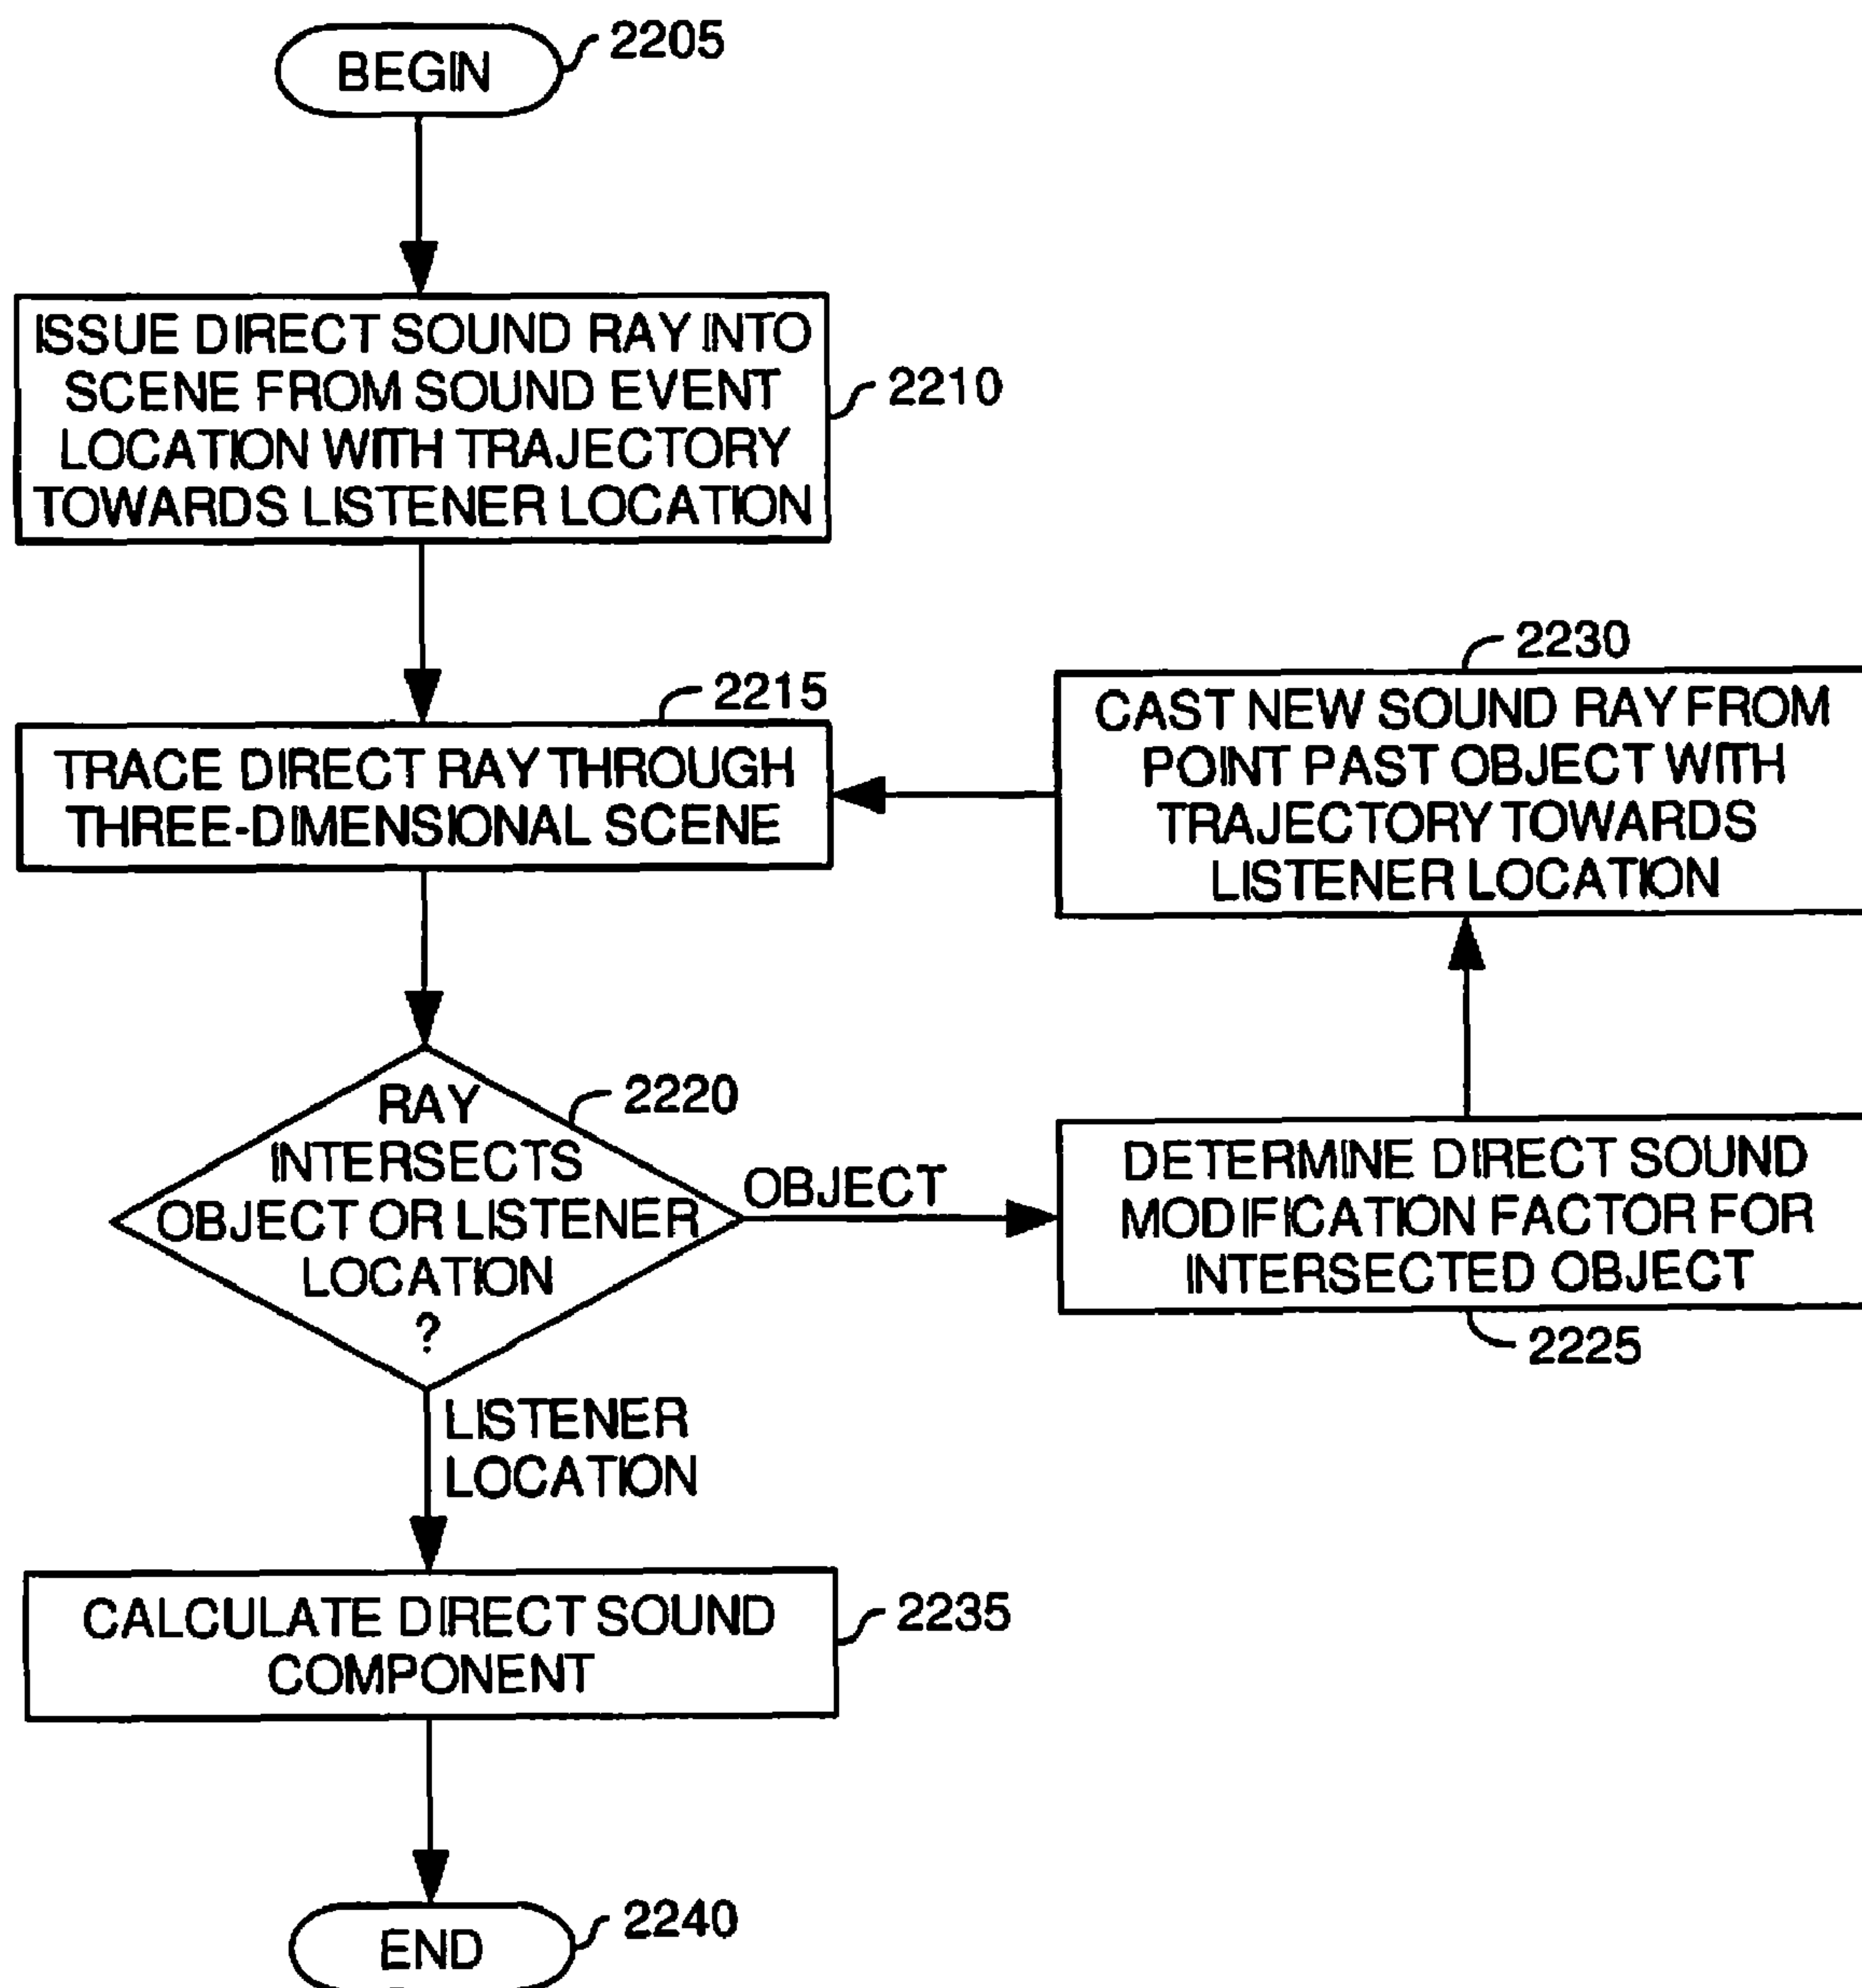 BEGIN
2205
ISSUE DIRECT SOUND RAY INTO
SCENE FROM SOUND EVENT
LOCATION WITH TRAJECTORY
TOWARDS LISTENER LOCATION
2210
2215
TRACE DIRECT RAY THROUGH
THREE-DIMENSIONAL SCENE
2230
CAST NEW SOUND RAY FROM
POINT PAST OBJECT WITH
TRAJECTORY TOWARDS
LISTENER LOCATION
2220
RAY
INTERSECTS
OBJECT OR LISTENER
LOCATION
?
OBJECT
DETERMINE DIRECT SOUND
MODIFICATION FACTOR FOR
INTERSECTED OBJECT
2225
LISTENER
LOCATION
CALCULATE DIRECT SOUND
COMPONENT
2235
END
2240